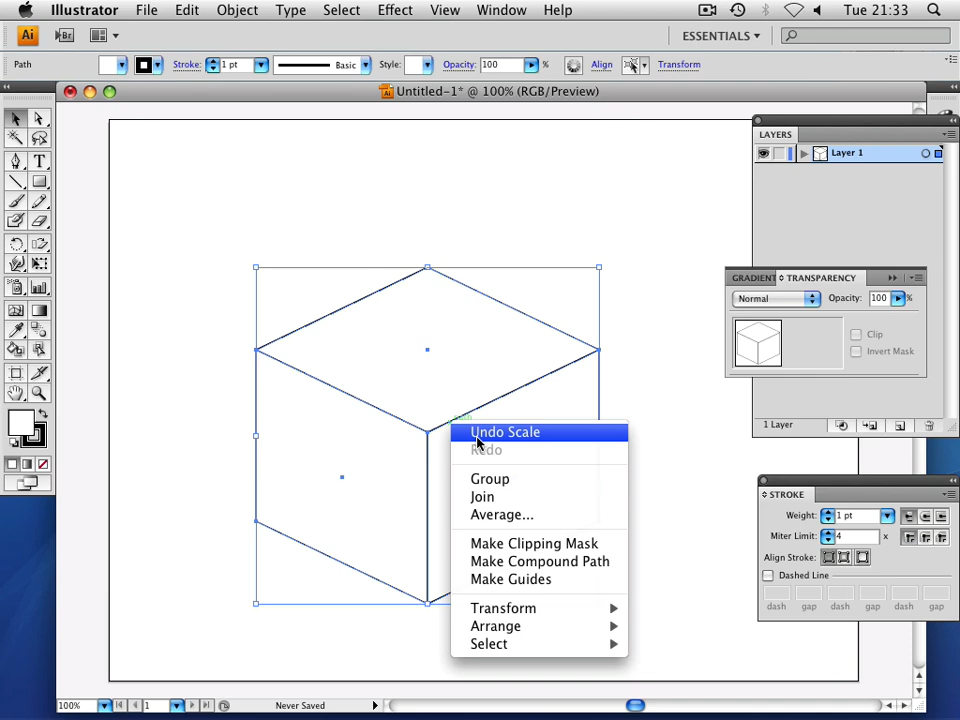 Illustrator File Edit Object Type Select Effect View Window Help Tue 21:33
Ai Br ESSENTIALS
Path Stroke: 1 pt Basic Style: Opacity: 100 % Align Transform
Ai Untitled-1* @ 100% (RGB/Preview)
LAYERS
Layer 1
T
GRADIENT TRANSPARENCY
Normal Opacity: 100 %
Clip
Invert Mask
1 Layer
Undo Scale
Redo
Group
Join
Average...
Make Clipping Mask
Make Compound Path
Make Guides
Transform
Arrange
Select
STROKE
Weight: 1 pt
Miter Limit: 4 x
Align Stroke:
Dashed Line
dash gap dash gap dash gap
100% 1 Never Saved